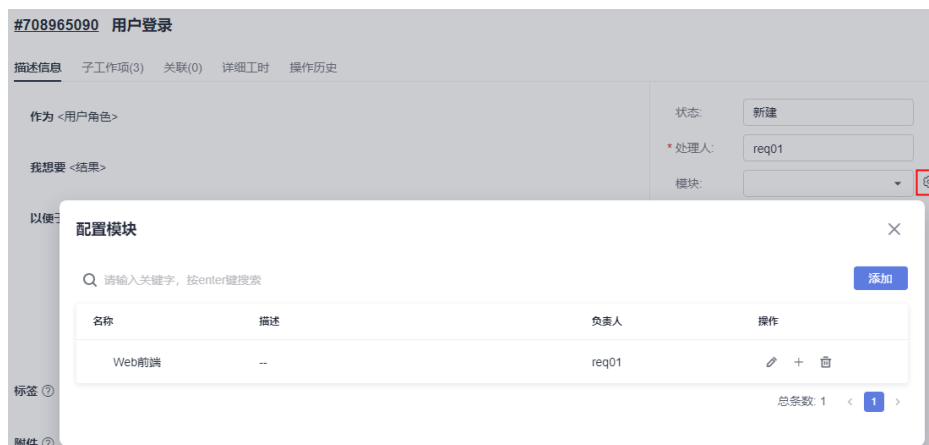 #708965090 用户登录
描述信息 子工作项(3) 关联(0) 详细工时 操作历史
作为 <用户角色>
状态: 新建
* 处理人: req01
我想要 <结果>
模块:
以便于
配置模块
请输入关键字，按enter键搜索 添加
名称 描述 负责人 操作
Web前端 -- req01
总条数: 1 < 1 >
标签
附件